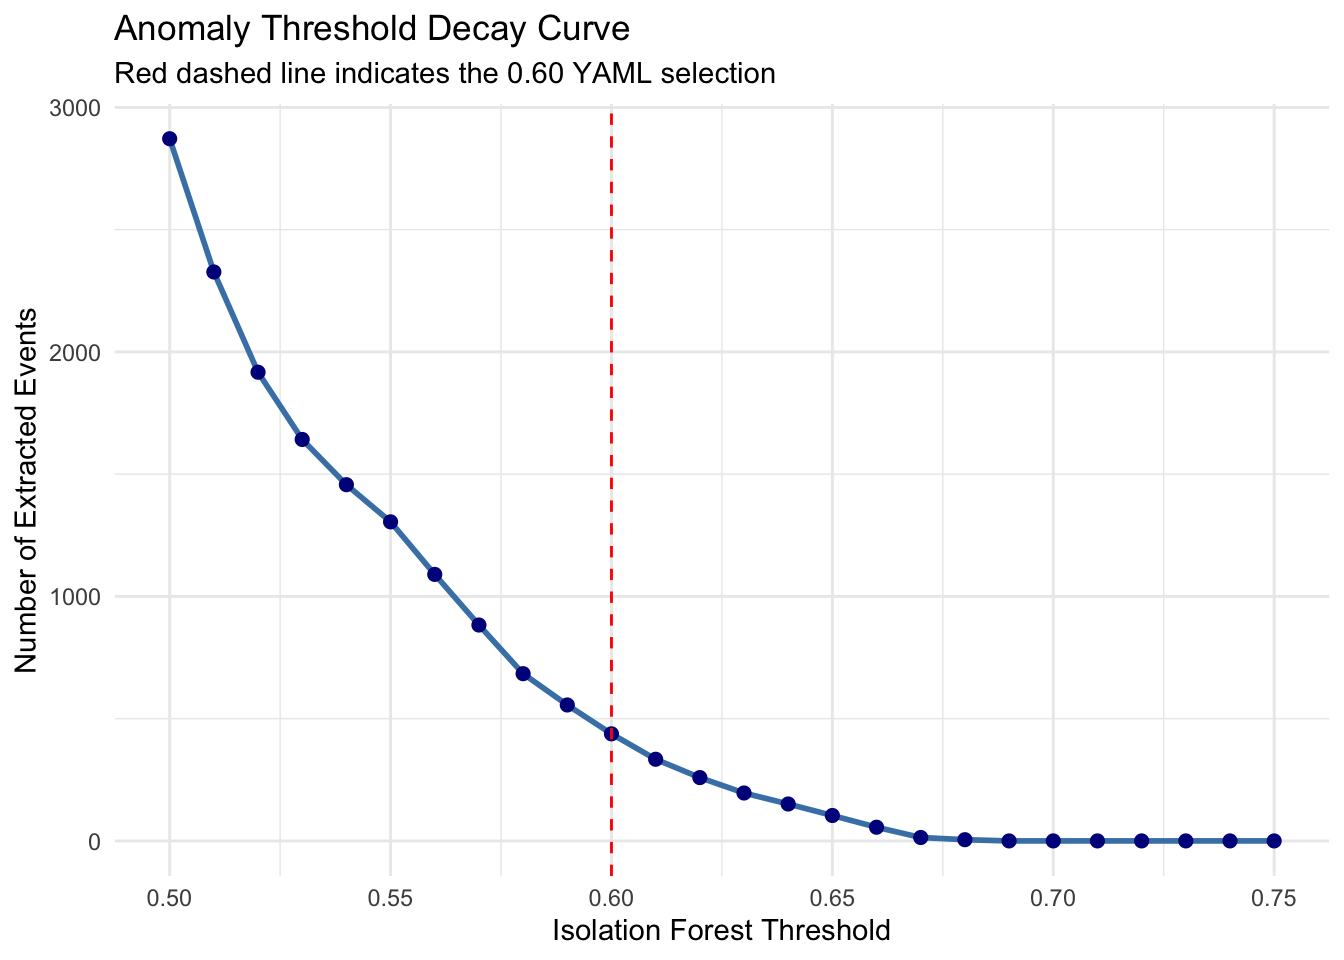 Anomaly Threshold Decay Curve
Red dashed line indicates the 0.60 YAML selection
3000
2000
1000
0
Number of Extracted Events
0.50 0.55 0.60 0.65 0.70 0.75
Isolation Forest Threshold